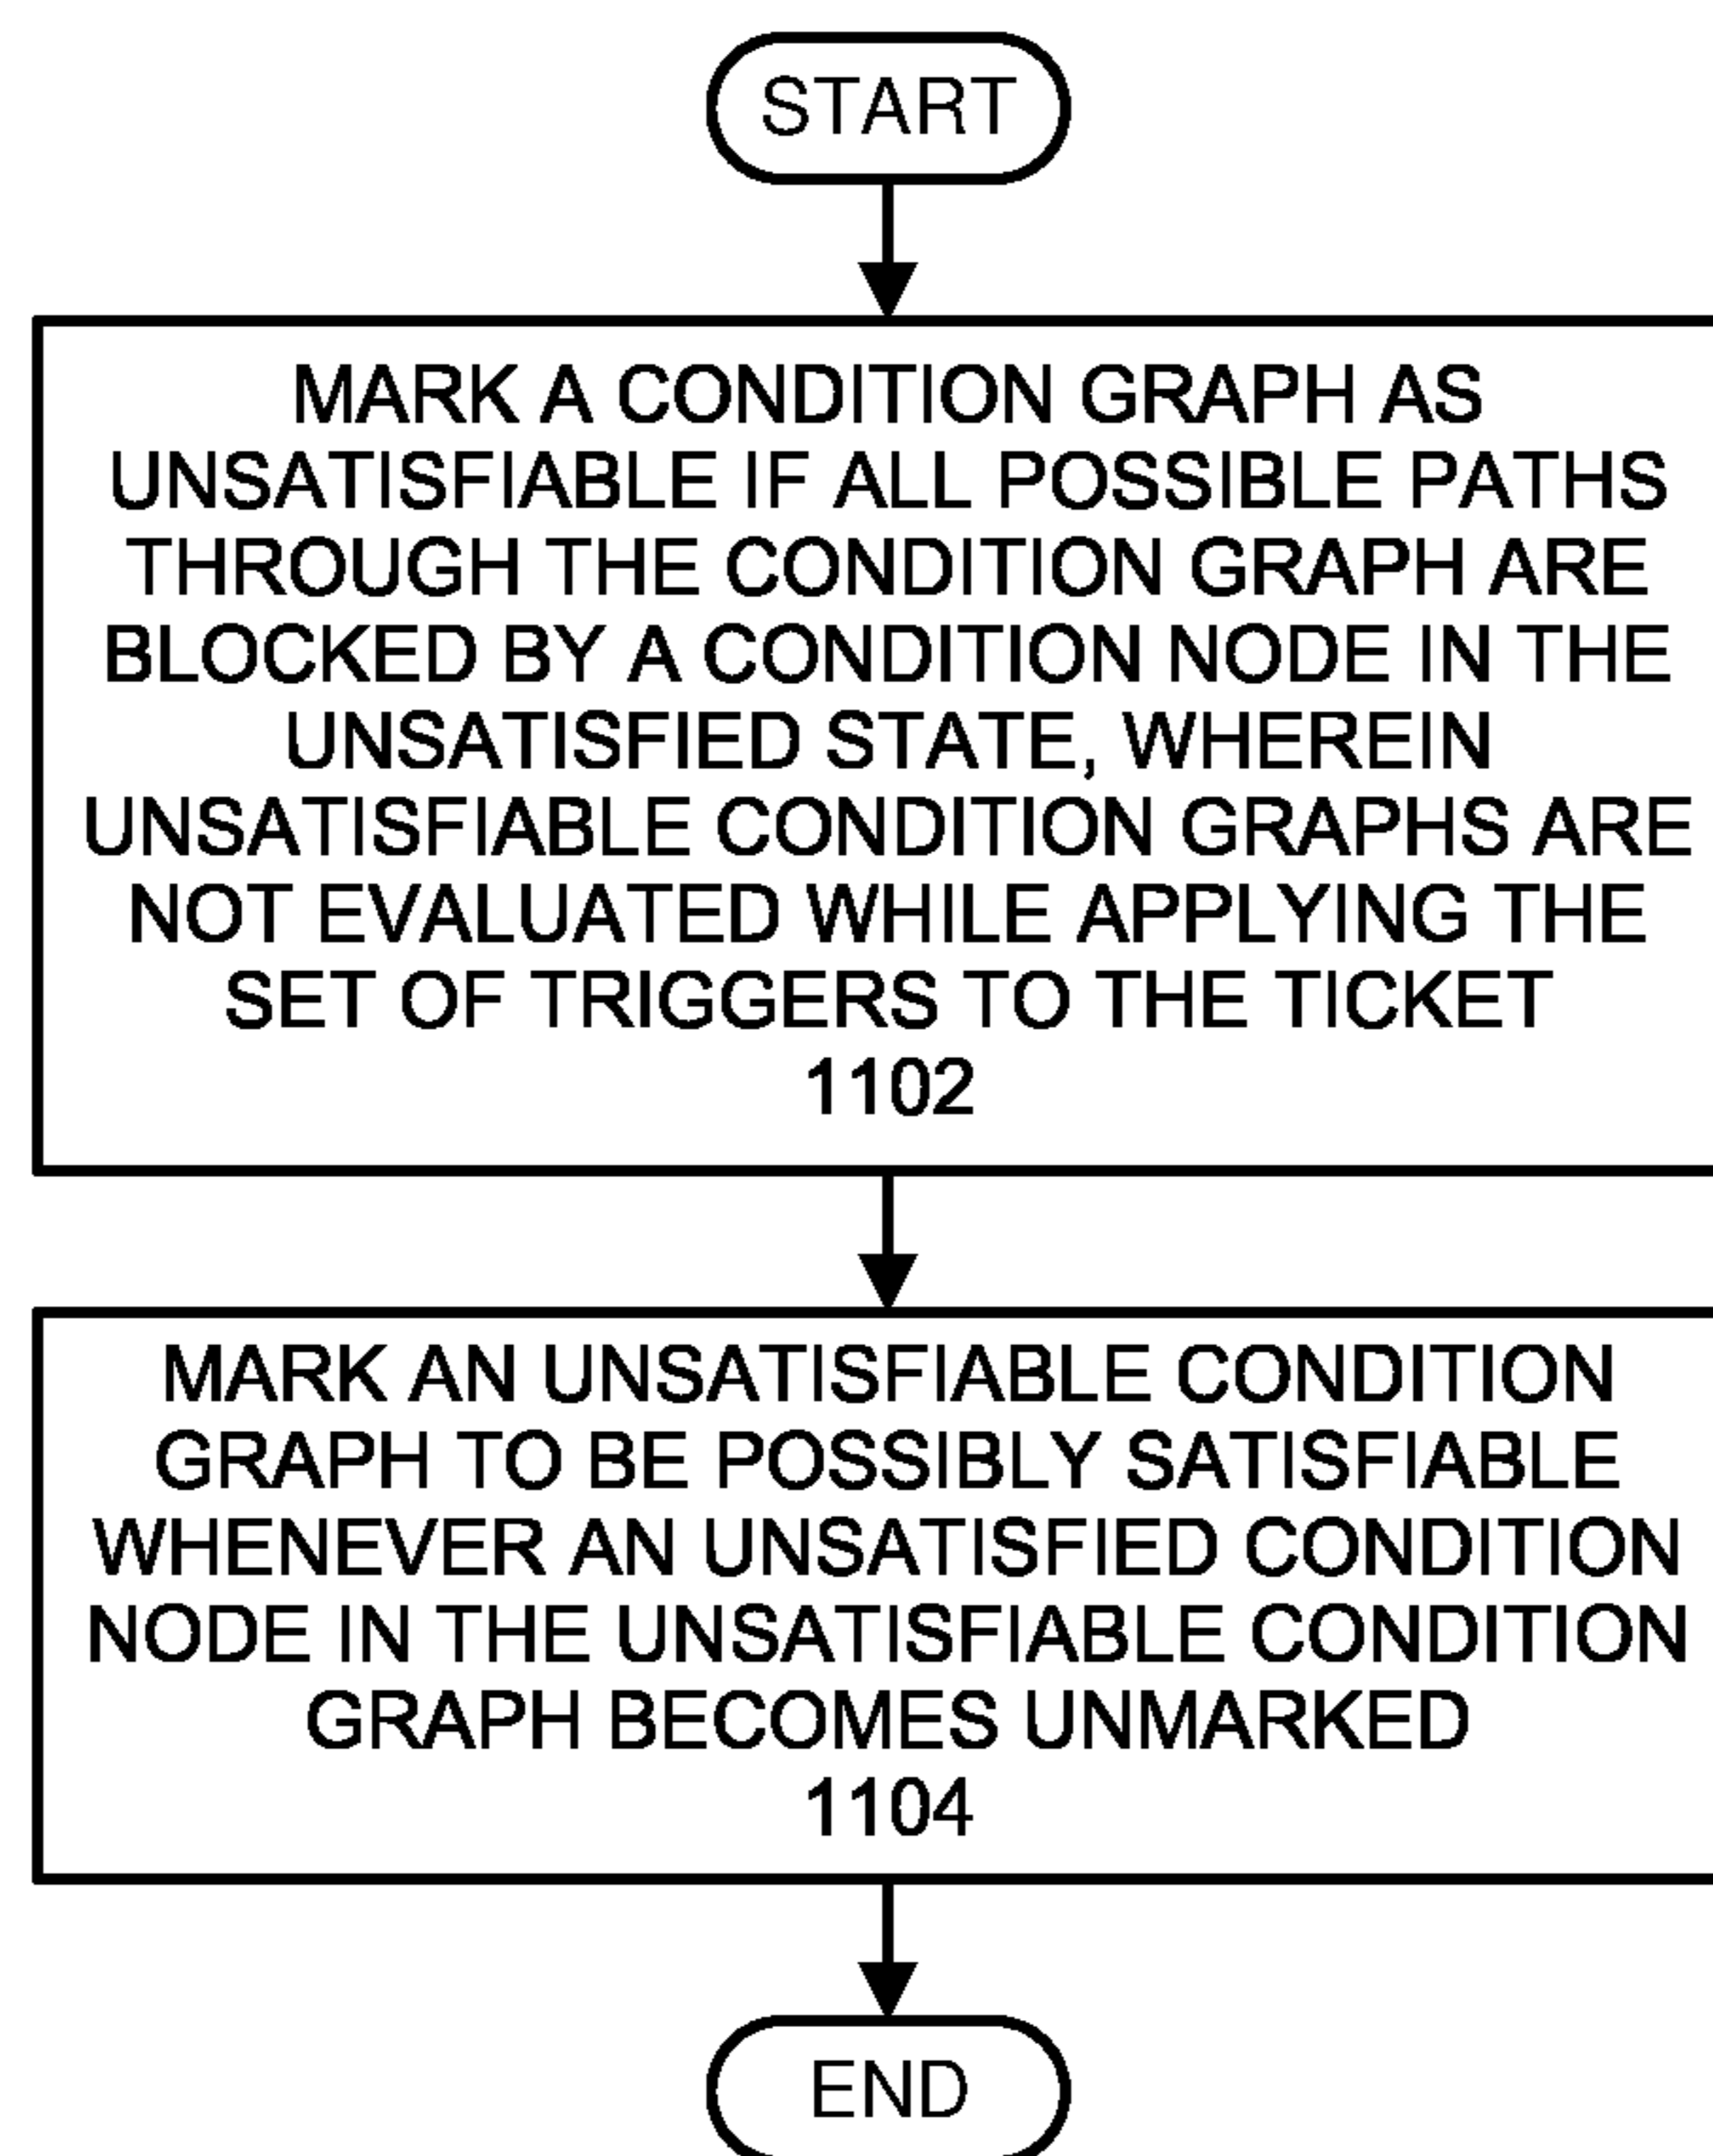 START
MARK A CONDITION GRAPH AS
UNSATISFIABLE IF ALL POSSIBLE PATHS
THROUGH THE CONDITION GRAPH ARE
BLOCKED BY A CONDITION NODE IN THE
UNSATISFIED STATE, WHEREIN
UNSATISFIABLE CONDITION GRAPHS ARE
NOT EVALUATED WHILE APPLYING THE
SET OF TRIGGERS TO THE TICKET
1102
MARK AN UNSATISFIABLE CONDITION
GRAPH TO BE POSSIBLY SATISFIABLE
WHENEVER AN UNSATISFIED CONDITION
NODE IN THE UNSATISFIABLE CONDITION
GRAPH BECOMES UNMARKED
1104
END